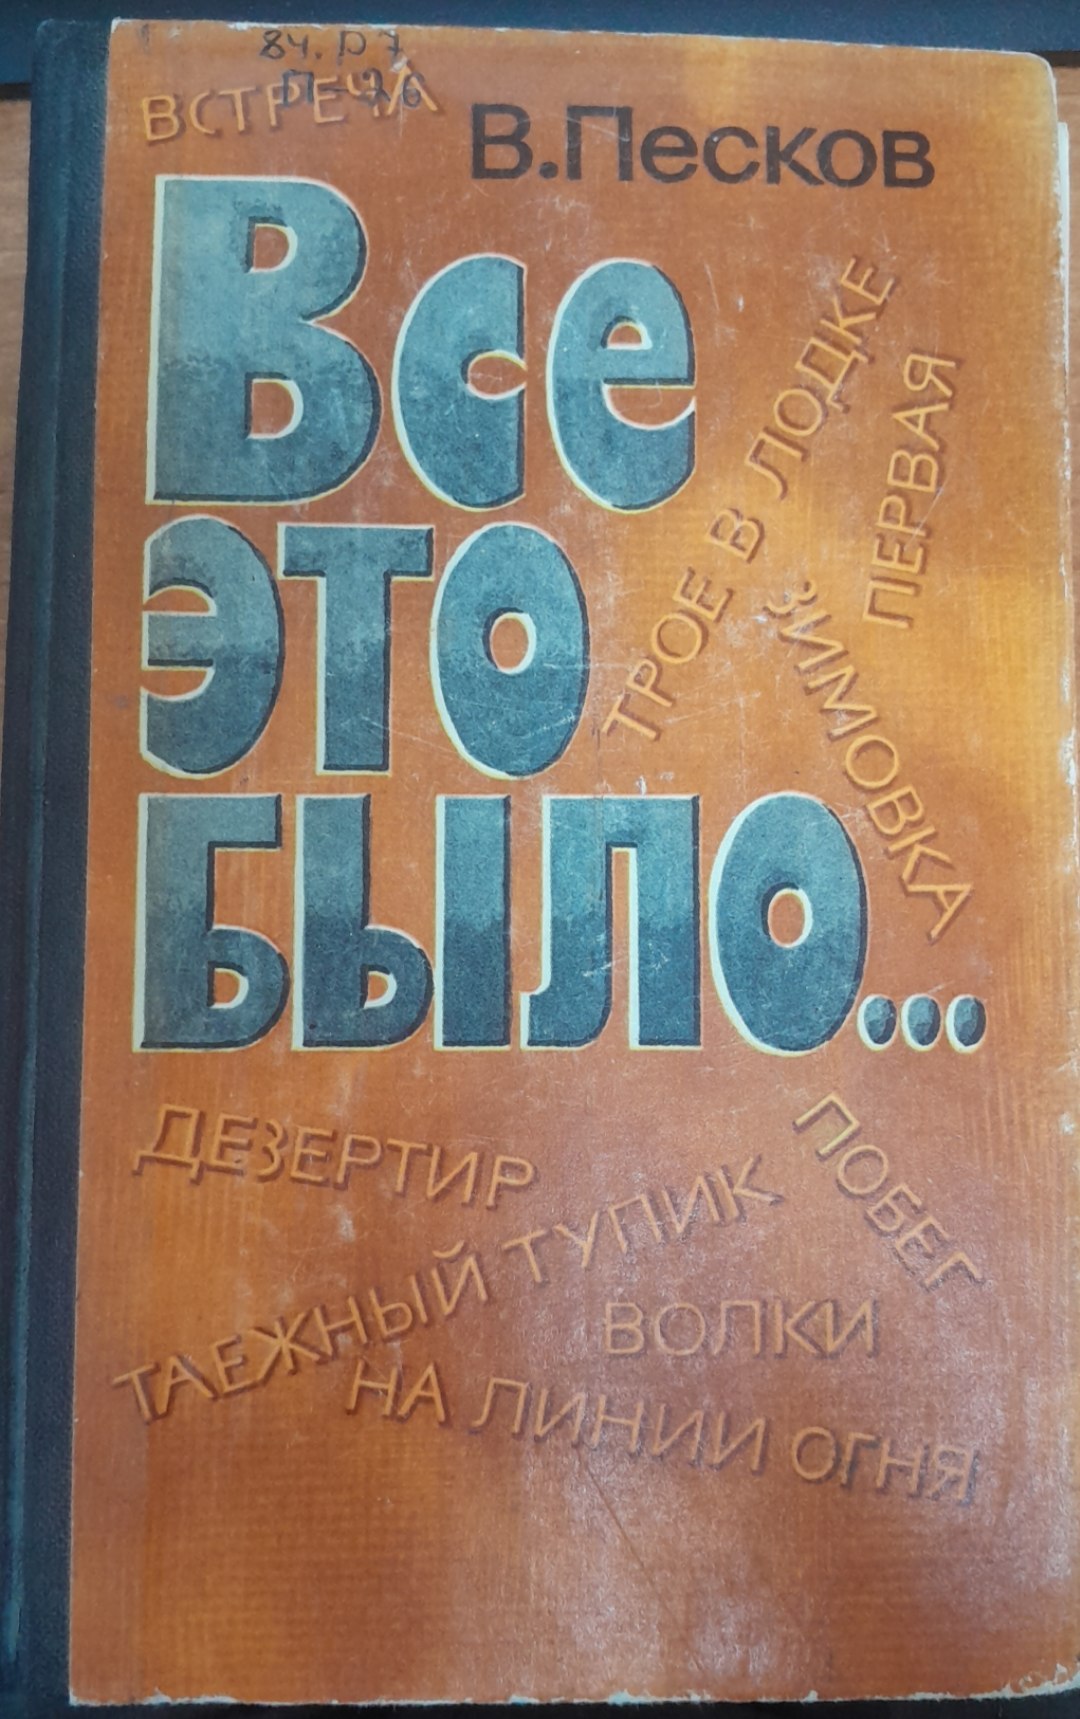 84.Р7
П-26
ВСТРЕЧА
В.Песков
Все
это
было...
ТРОЕ В ЛОДКЕ
ПЕРВАЯ
ЗИМОВКА
ДЕЗЕРТИР
ПОБЕГ
ТАЕЖНЫЙ ТУПИК
ВОЛКИ
НА ЛИНИИ ОГНЯ